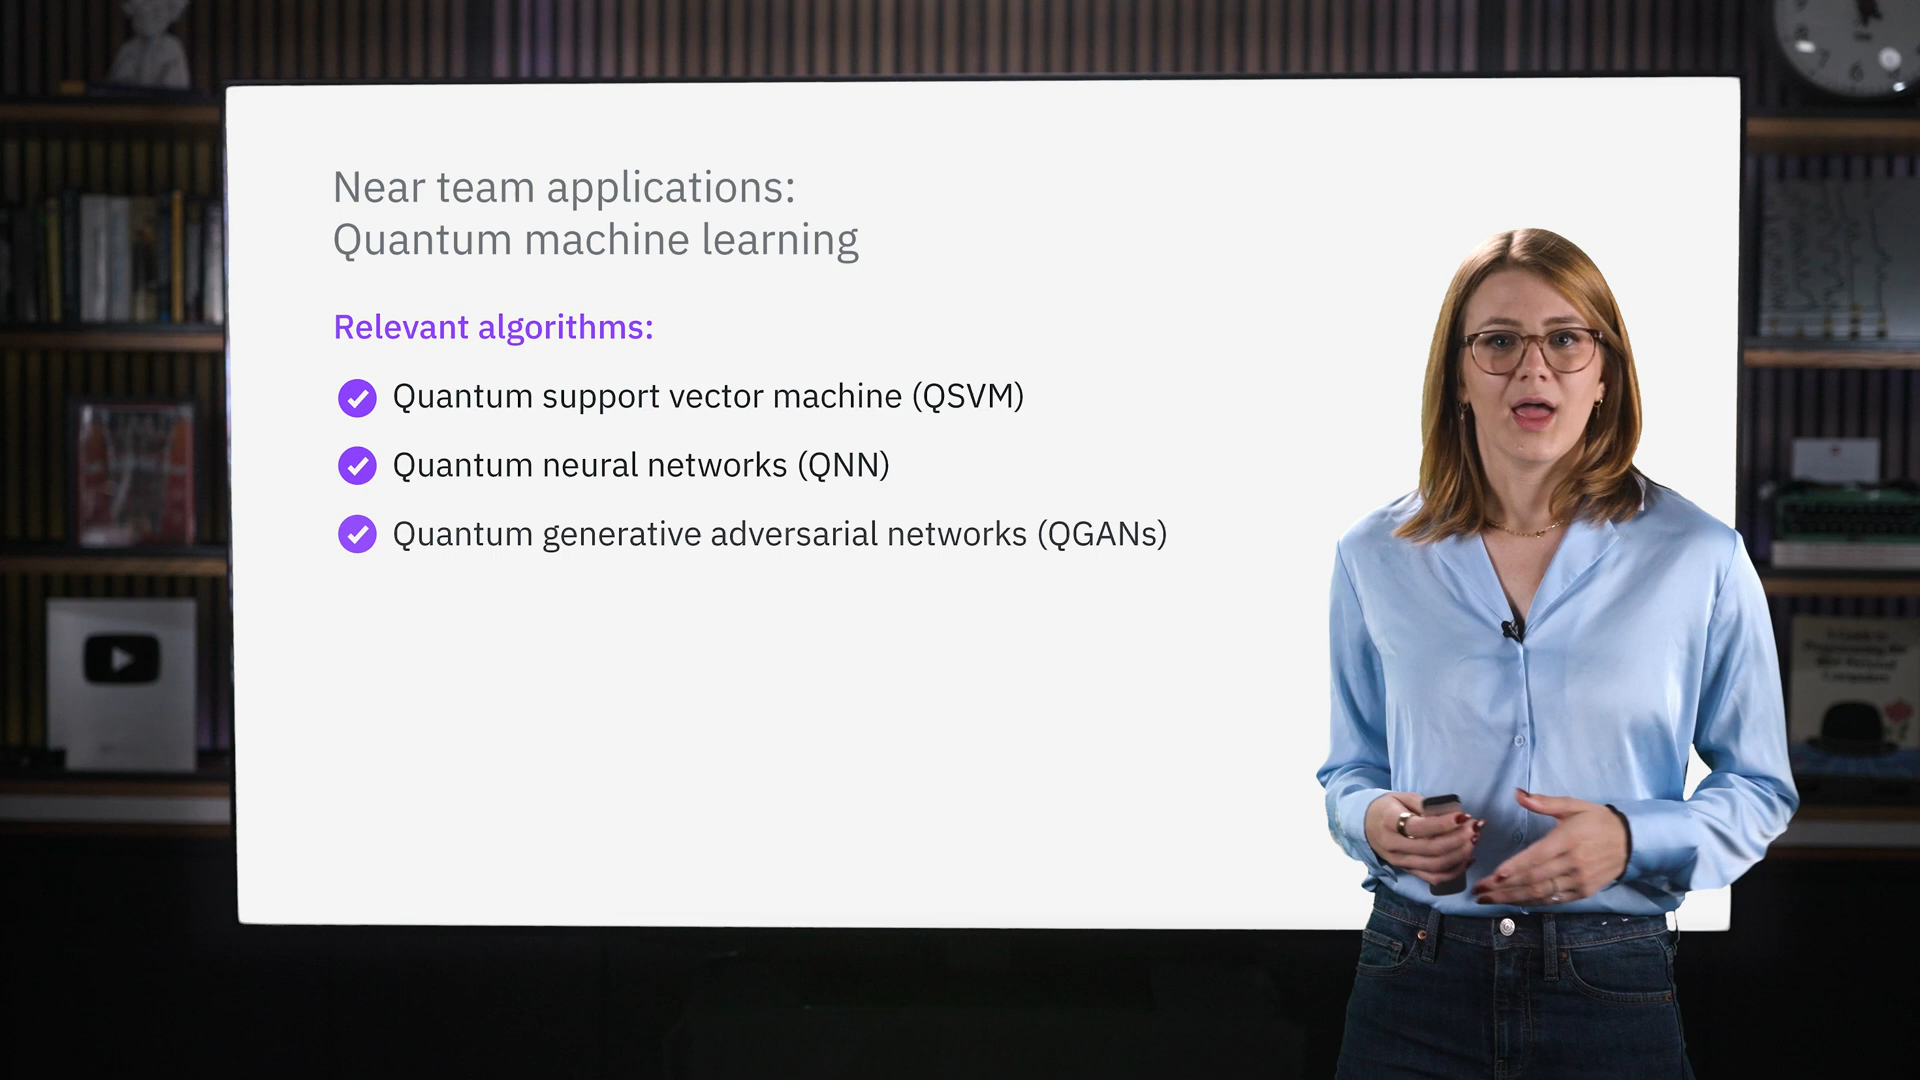 Near team applications:
Quantum machine learning
Relevant algorithms:
Quantum support vector machine (QSVM)
Quantum neural networks (QNN)
Quantum generative adversarial networks (QGANs)